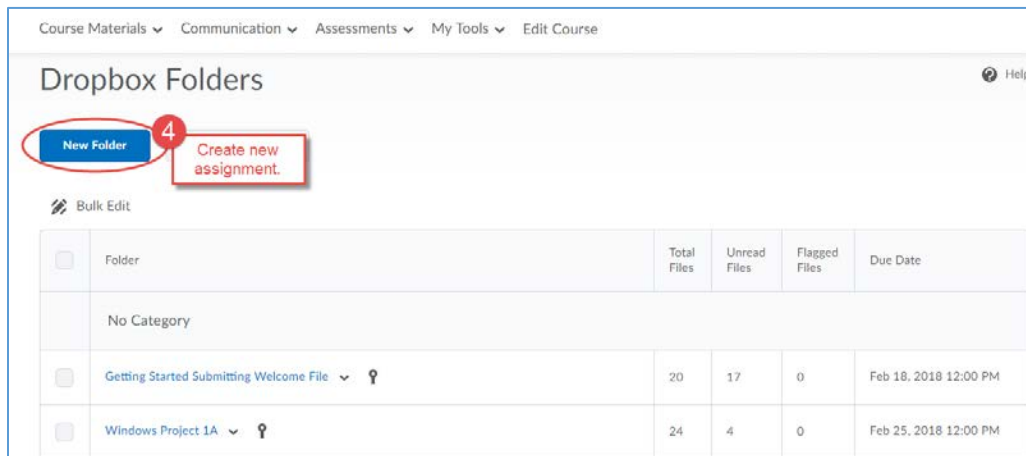 Course Materials Communication Assessments My Tools Edit Course
Dropbox Folders
Help
New Folder
4
Create new
assignment.
Bulk Edit
Folder
Total
Files
Unread
Files
Flagged
Files
Due Date
No Category
Getting Started Submitting Welcome File
20
17
0
Feb 18, 2018 12:00 PM
Windows Project 1A
24
4
0
Feb 25, 2018 12:00 PM